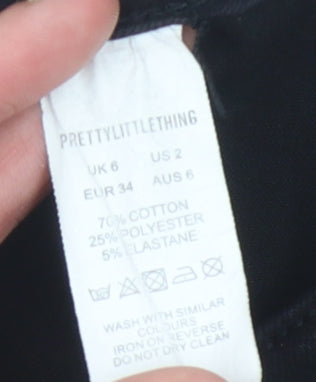 PRETTYLITTLETHING
UK 6 US 2
EUR 34 AUS 6
70% COTTON
25% POLYESTER
5% ELASTANE
WASH WITH SIMILAR
COLOURS
IRON ON REVERSE
DO NOT DRY CLEAN